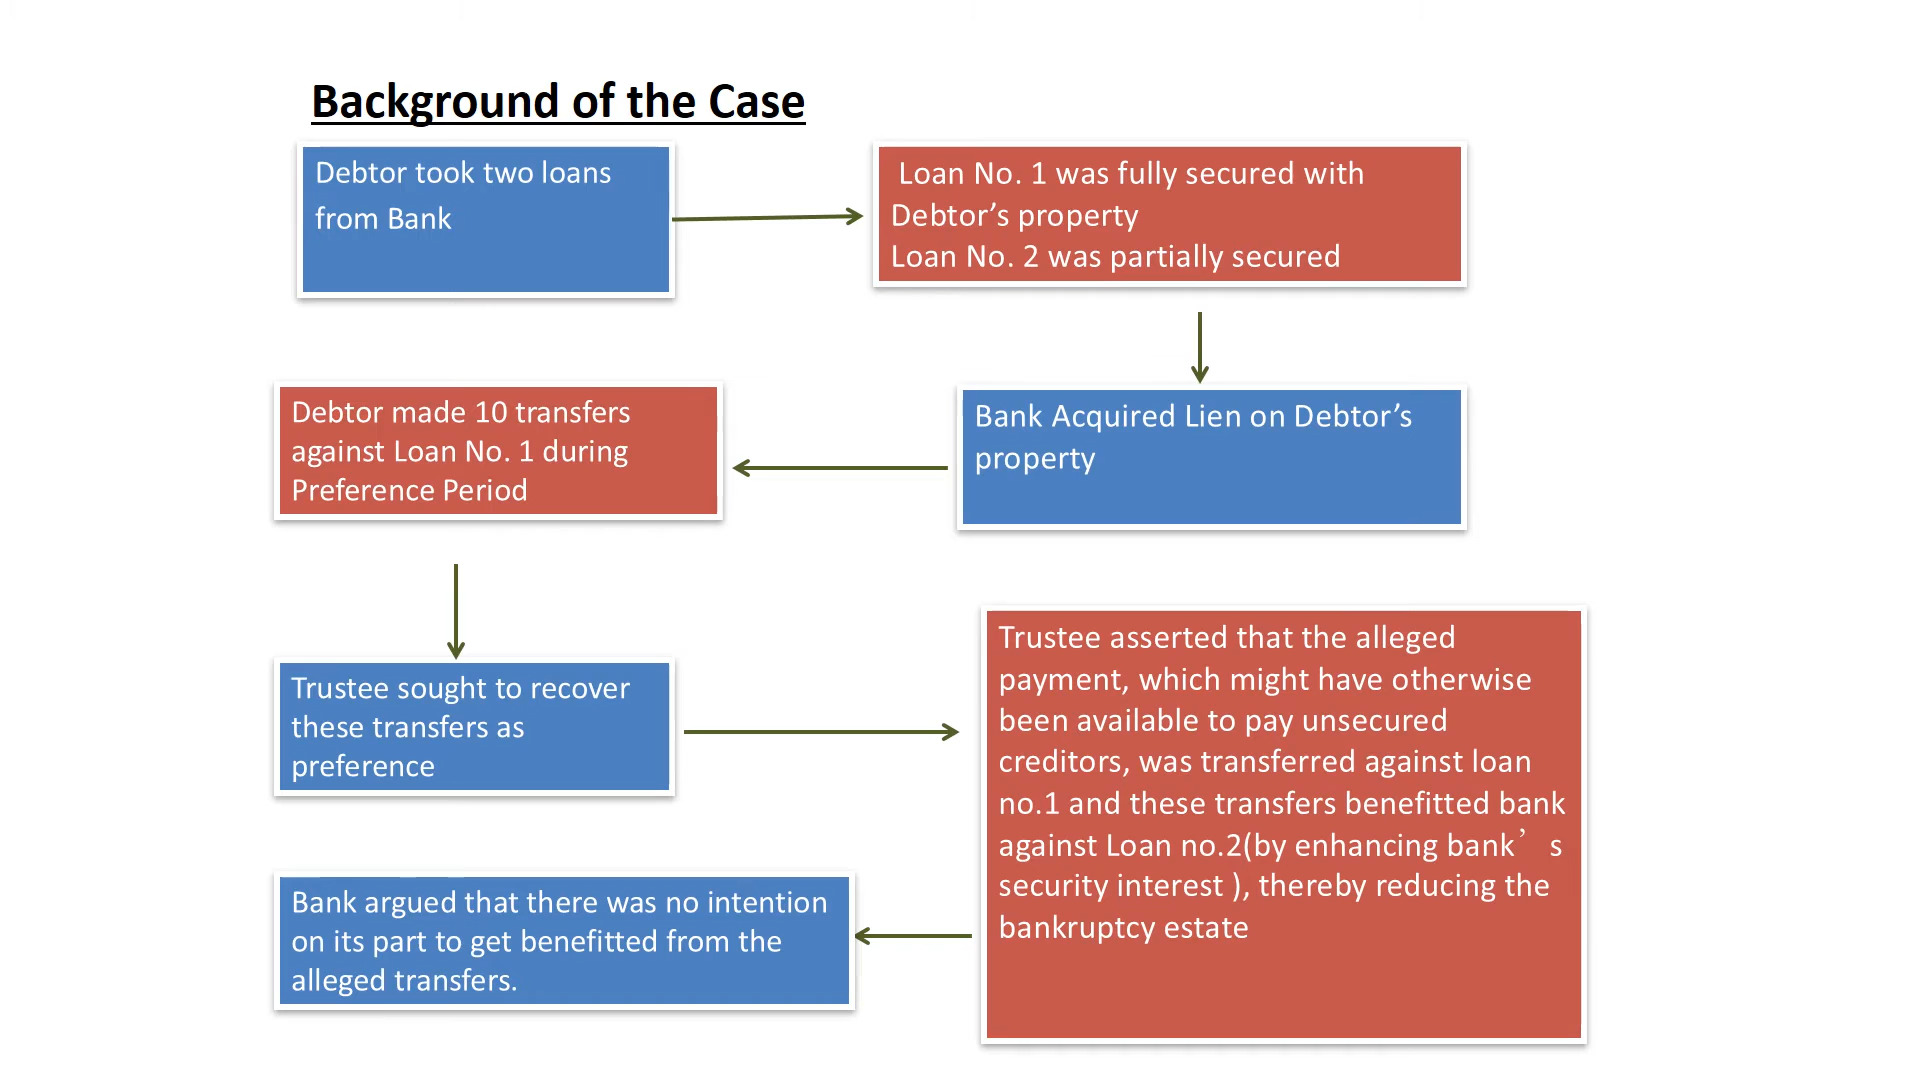 Background of the Case
Debtor took two loans
from Bank
Loan No. 1 was fully secured with
Debtor’s property
Loan No. 2 was partially secured
Bank Acquired Lien on Debtor’s
property
Debtor made 10 transfers
against Loan No. 1 during
Preference Period
Trustee sought to recover
these transfers as
preference
Trustee asserted that the alleged
payment, which might have otherwise
been available to pay unsecured
creditors, was transferred against loan
no.1 and these transfers benefitted bank
against Loan no.2(by enhancing bank’ s
security interest ), thereby reducing the
bankruptcy estate
Bank argued that there was no intention
on its part to get benefitted from the
alleged transfers.